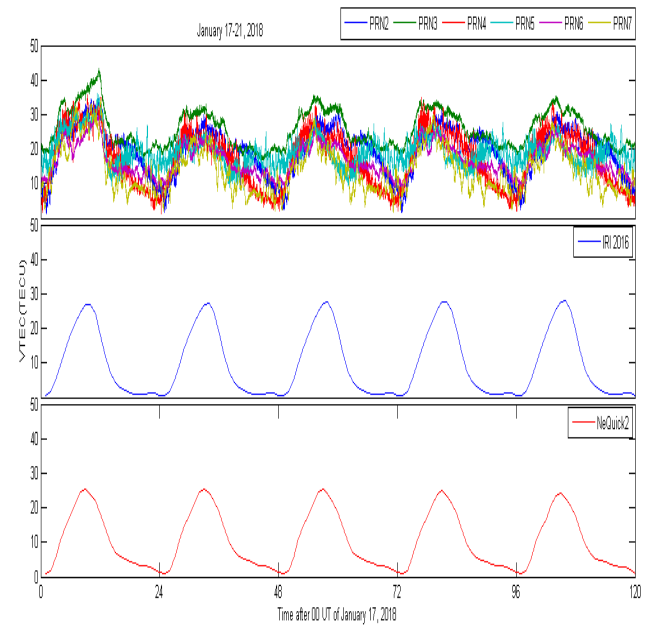 January 17-21, 2018
PRN2 PRN3 PRN4 PRN5 PRN6 PRN7
50
40
30
20
10
50
IRI 2016
40
30
20
10
VTEC(TECU)
50
NeQuick2
40
30
20
10
0
0 24 48 72 96 120
Time after 00 UT of January 17, 2018